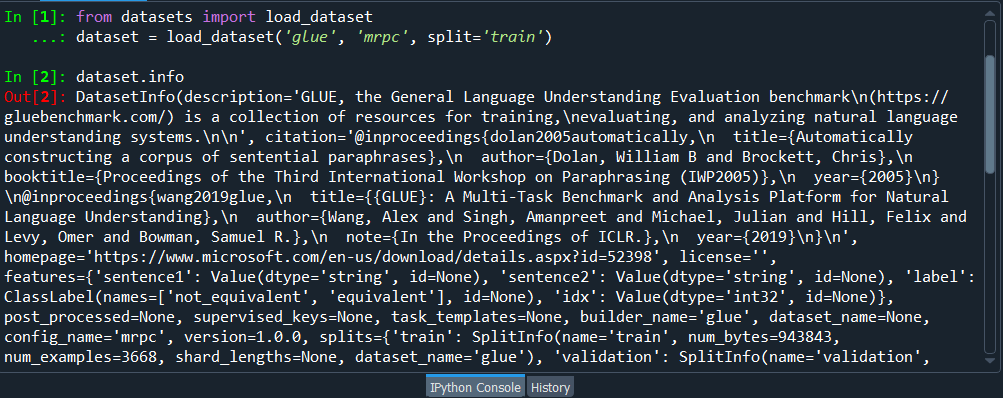 In [1]: from datasets import load_dataset
   ...: dataset = load_dataset('glue', 'mrpc', split='train')
In [2]: dataset.info
Out[2]: DatasetInfo(description='GLUE, the General Language Understanding Evaluation benchmark\n(https://
gluebenchmark.com/) is a collection of resources for training,\nevaluating, and analyzing natural language
understanding systems.\n\n', citation='@inproceedings{dolan2005automatically,\n  title={Automatically
constructing a corpus of sentential paraphrases},\n  author={Dolan, William B and Brockett, Chris},\n
booktitle={Proceedings of the Third International Workshop on Paraphrasing (IWP2005)},\n  year={2005}\n}
\n@inproceedings{wang2019glue,\n  title={{GLUE}: A Multi-Task Benchmark and Analysis Platform for Natural
Language Understanding},\n  author={Wang, Alex and Singh, Amanpreet and Michael, Julian and Hill, Felix and
Levy, Omer and Bowman, Samuel R.},\n  note={In the Proceedings of ICLR.},\n  year={2019}\n}\n',
homepage='https://www.microsoft.com/en-us/download/details.aspx?id=52398', license='',
features={'sentence1': Value(dtype='string', id=None), 'sentence2': Value(dtype='string', id=None), 'label':
ClassLabel(names=['not_equivalent', 'equivalent'], id=None), 'idx': Value(dtype='int32', id=None)},
post_processed=None, supervised_keys=None, task_templates=None, builder_name='glue', dataset_name=None,
config_name='mrpc', version=1.0.0, splits={'train': SplitInfo(name='train', num_bytes=943843,
num_examples=3668, shard_lengths=None, dataset_name='glue'), 'validation': SplitInfo(name='validation',
IPython Console History